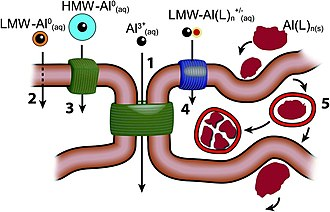 HMW-Al⁰(aq)
LMW-Al⁰(aq)
Al³⁺(aq)
LMW-Al(L)n⁺/⁻(aq)
Al(L)n(s)
1
2
3
4
5